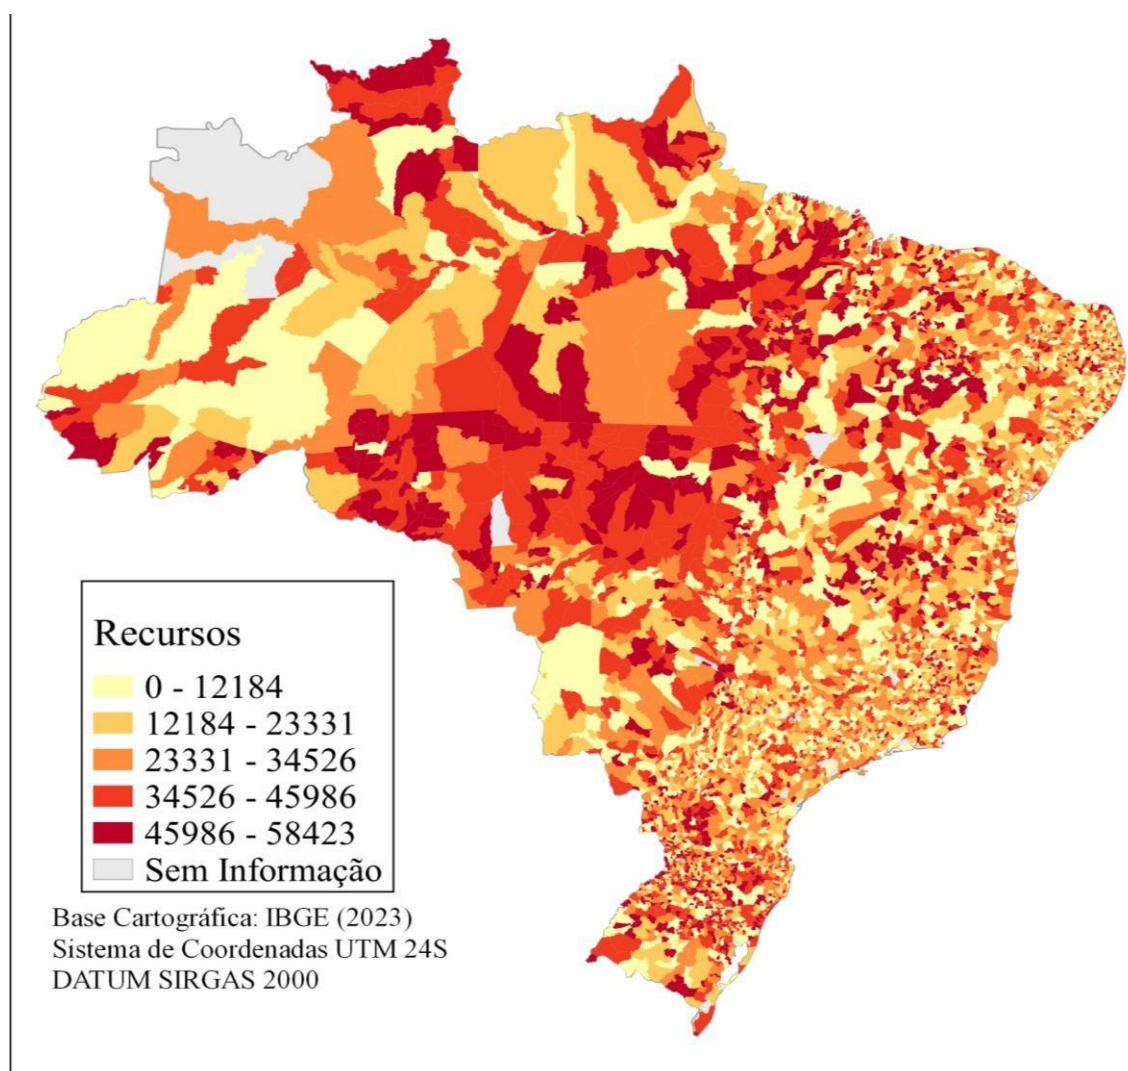 Recursos
0 - 12184
12184 - 23331
23331 - 34526
34526 - 45986
45986 - 58423
Sem Informação
Base Cartográfica: IBGE (2023)
Sistema de Coordenadas UTM 24S
DATUM SIRGAS 2000